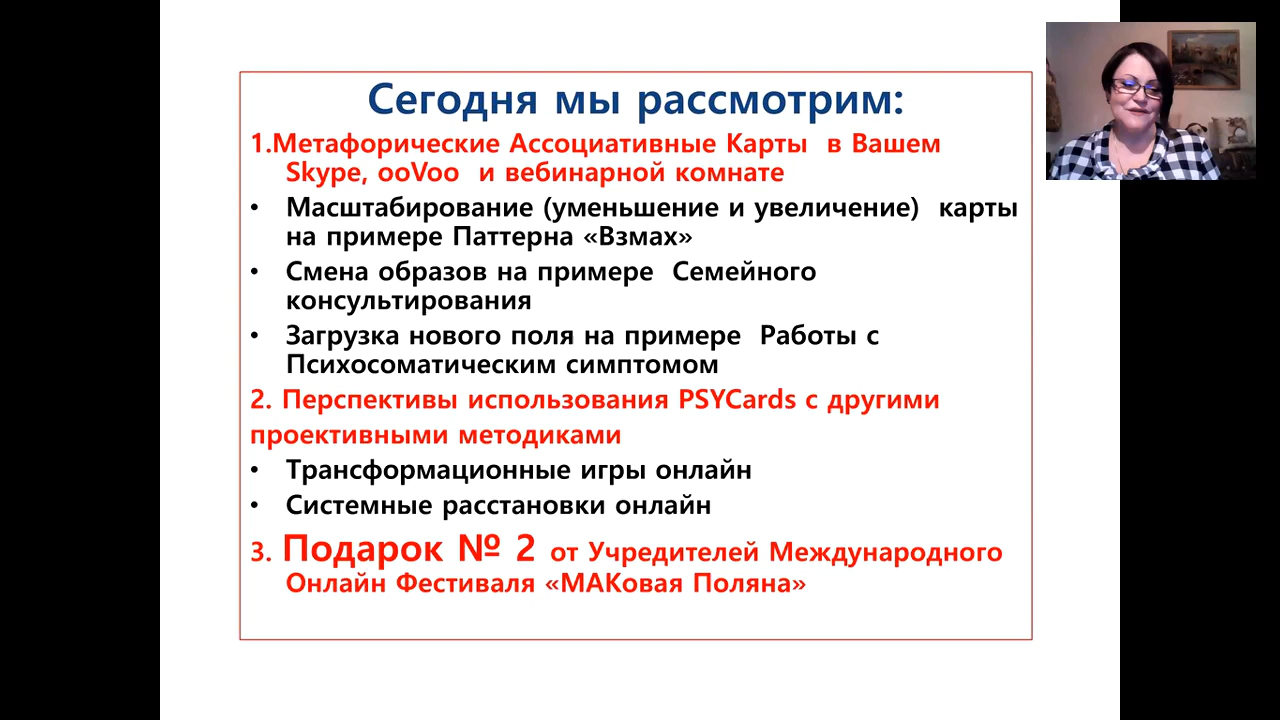 Сегодня мы рассмотрим:
1.Метафорические Ассоциативные Карты в Вашем
Skype, ooVoo и вебинарной комнате
• Масштабирование (уменьшение и увеличение) карты
на примере Паттерна «Взмах»
• Смена образов на примере Семейного
консультирования
• Загрузка нового поля на примере Работы с
Психосоматическим симптомом
2. Перспективы использования PSYCards с другими
проективными методиками
• Трансформационные игры онлайн
• Системные расстановки онлайн
3. Подарок № 2 от Учредителей Международного
Онлайн Фестиваля «МАКовая Поляна»